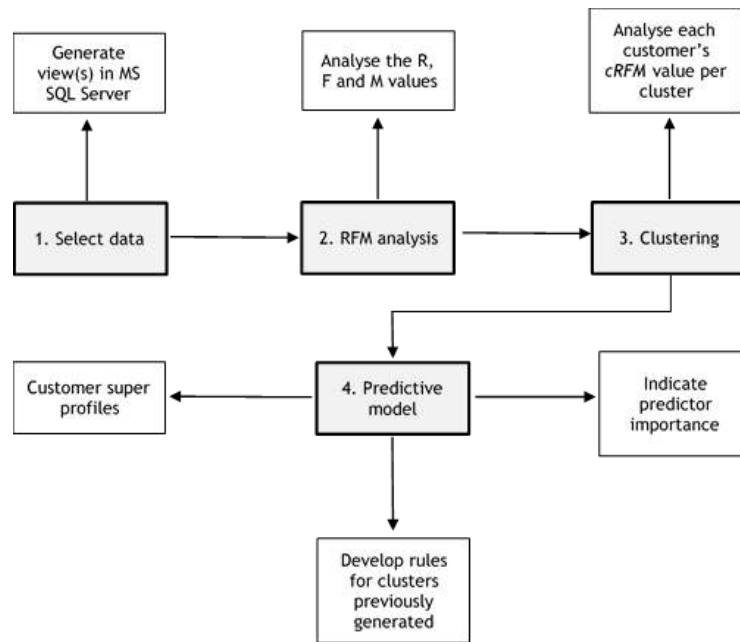 Generate
view(s) in MS
SQL Server
Analyse the R,
F and M values
Analyse each
customer's
cRFM value per
cluster
1. Select data
2. RFM analysis
3. Clustering
Customer super
profiles
4. Predictive
model
Indicate
predictor
importance
Develop rules
for clusters
previously
generated